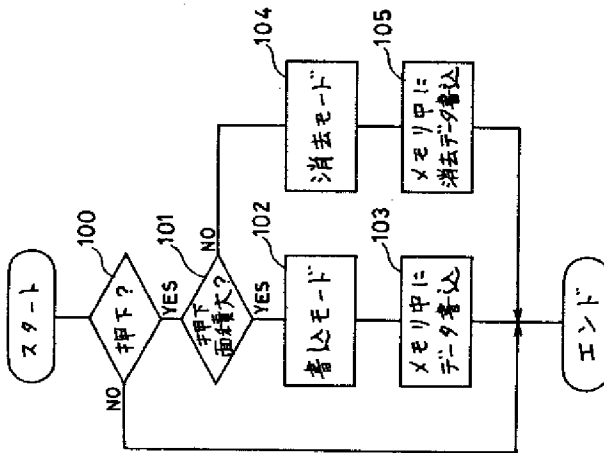 スタート
100
押下?
NO
YES
101
押下
面積大?
NO
YES
102
書込モード
103
メモリ中に
データ書込
104
消去モード
105
メモリ中に
消去データ書込
エンド